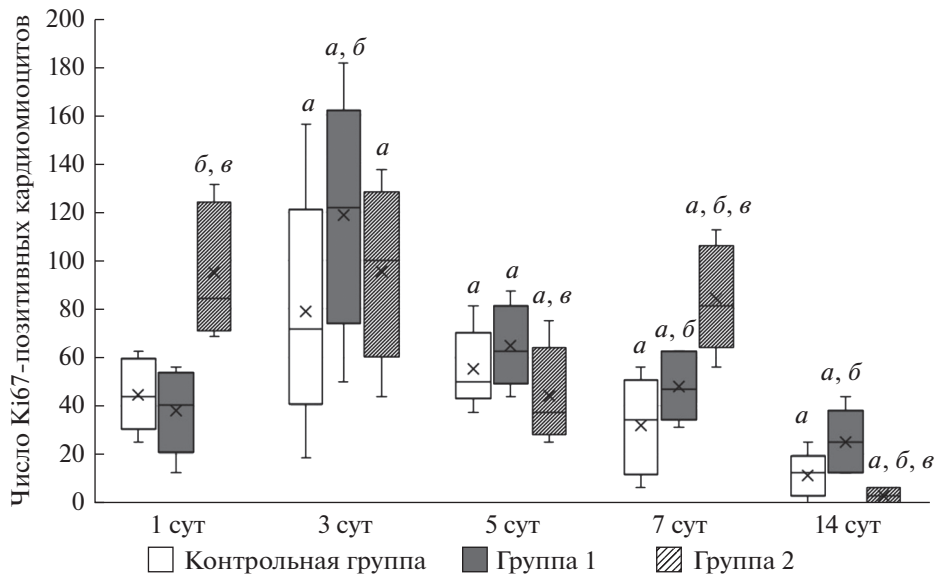 Число Ki67-позитивных кардиомиоцитов
200
180
160
140
120
100
80
60
40
20
0
б, в
а
а, б
а
а
а
а, в
а
а, б
а, б, в
а
а, б
а, б, в
1 сут
3 сут
5 сут
7 сут
14 сут
Контрольная группа
Группа 1
Группа 2